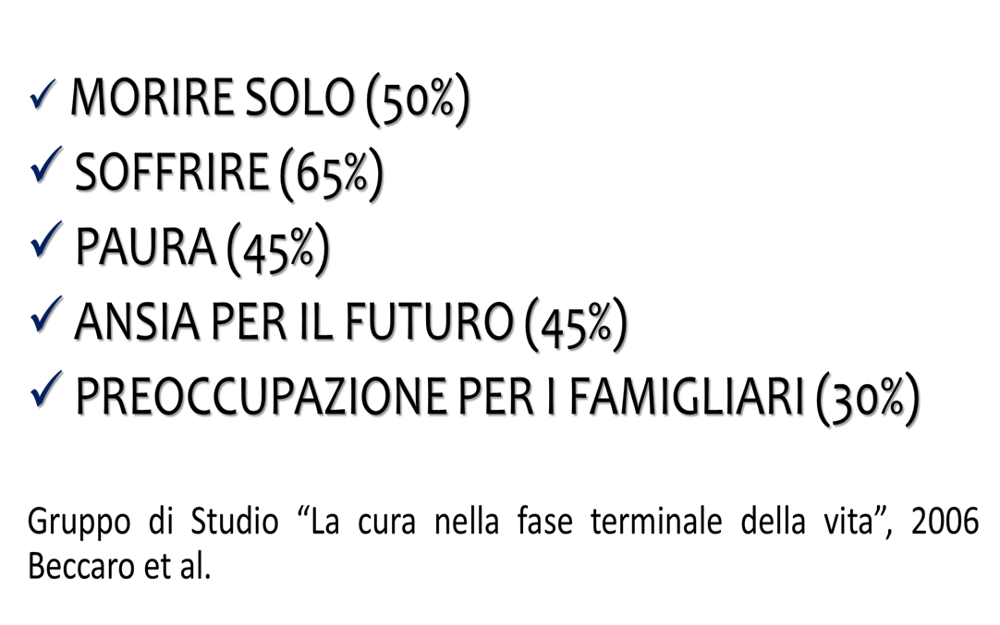 ✓ MORIRE SOLO (50%)
✓ SOFFRIRE (65%)
✓ PAURA (45%)
✓ ANSIA PER IL FUTURO (45%)
✓ PREOCCUPAZIONE PER I FAMIGLIARI (30%)
Gruppo di Studio “La cura nella fase terminale della vita”, 2006
Beccaro et al.